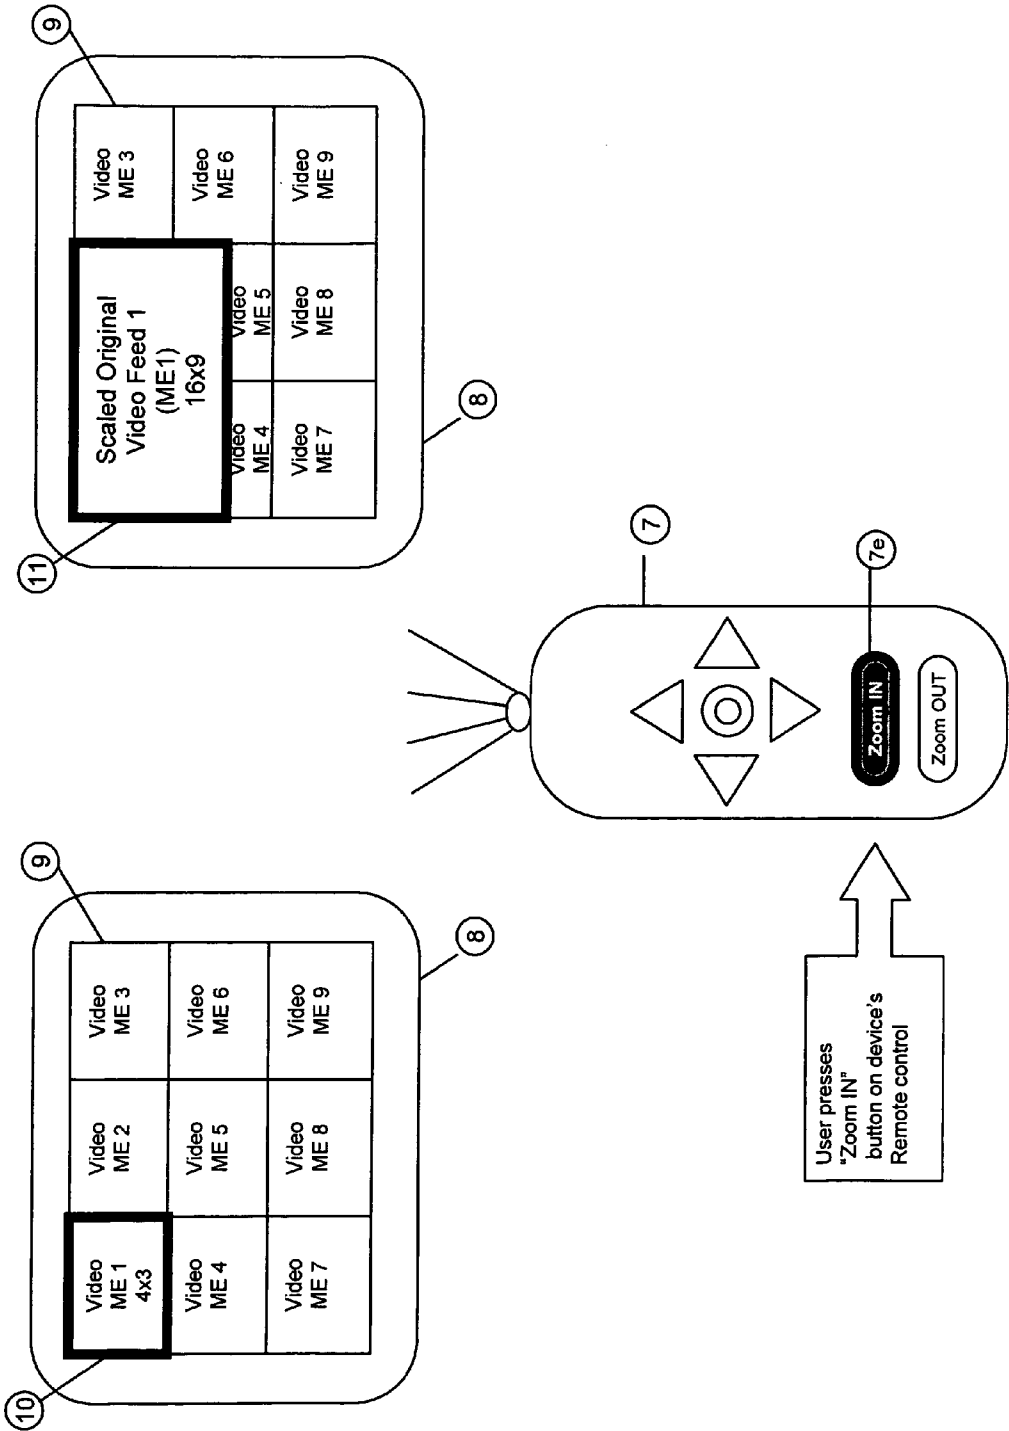 10
9
Video
ME 1
4x3
Video
ME 2
Video
ME 3
Video
ME 4
Video
ME 5
Video
ME 6
Video
ME 7
Video
ME 8
Video
ME 9
8
11
9
Scaled Original
Video Feed 1
(ME1)
16x9
Video
ME 3
Video
ME 4
Video
ME 5
Video
ME 6
Video
ME 7
Video
ME 8
Video
ME 9
8
User presses
"Zoom IN"
button on device's
Remote control
7
Zoom IN
7e
Zoom OUT